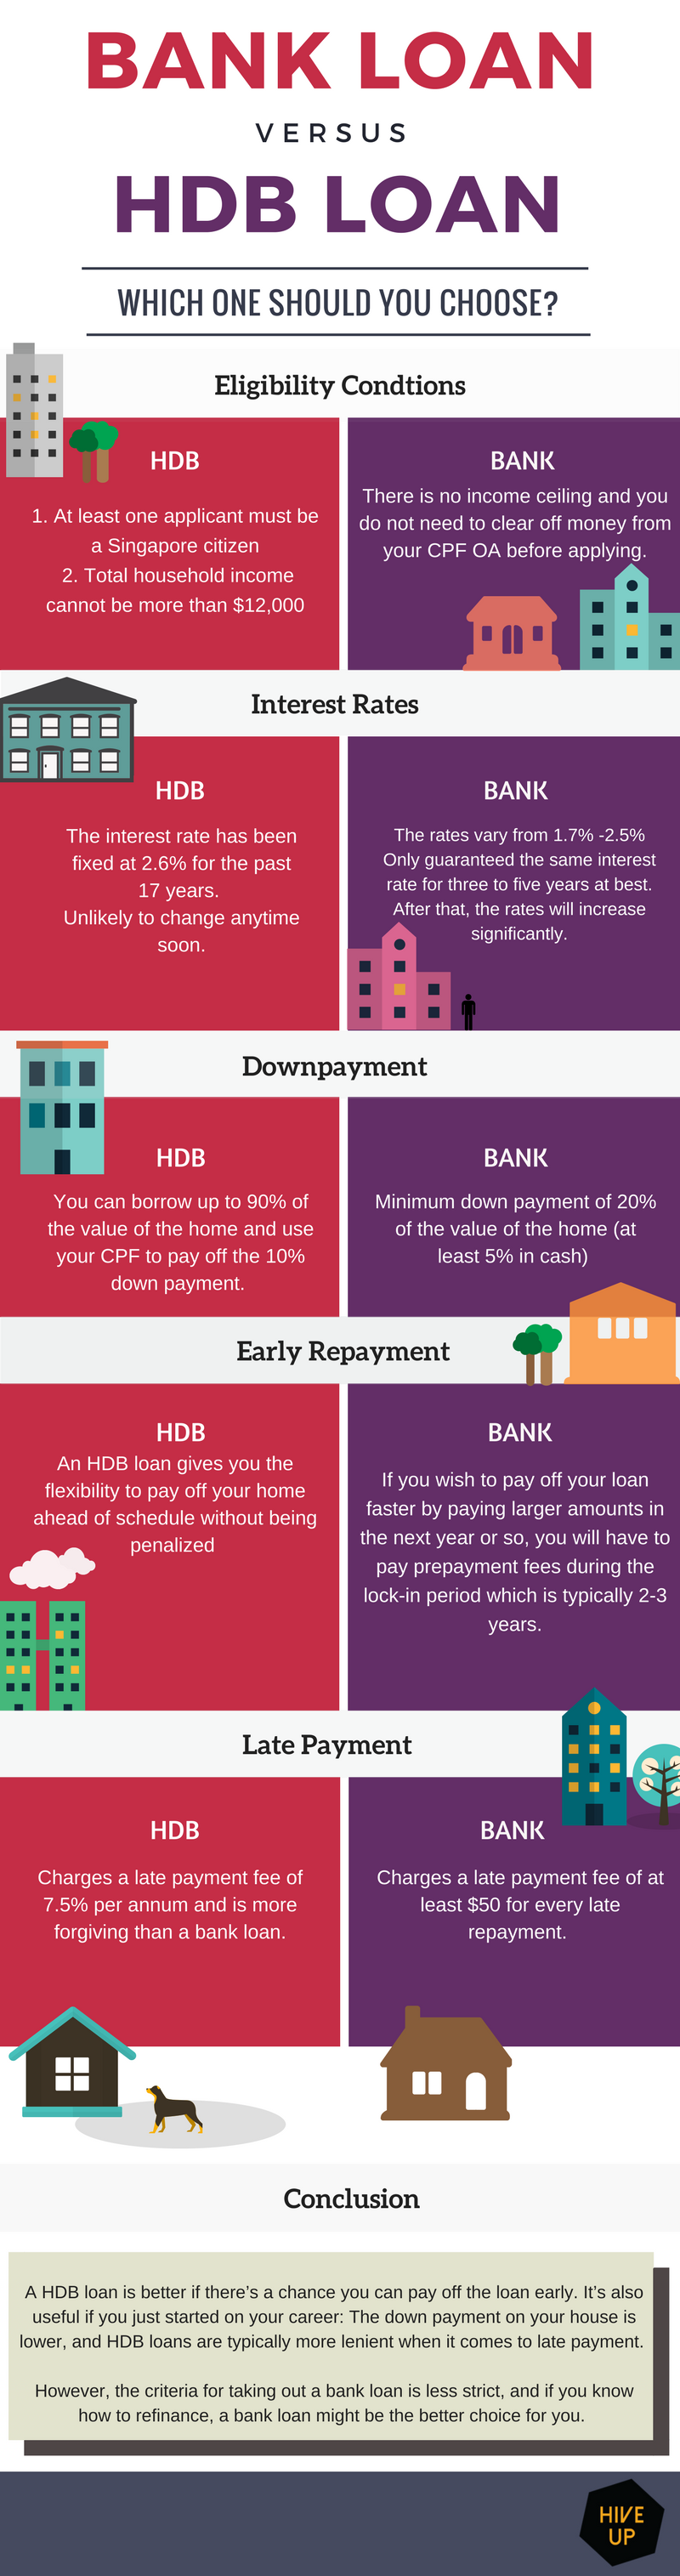 BANK LOAN
VERSUS
HDB LOAN
WHICH ONE SHOULD YOU CHOOSE?
Eligibility Condtions
HDB
1. At least one applicant must be
a Singapore citizen
2. Total household income
cannot be more than $12,000
BANK
There is no income ceiling and you
do not need to clear off money from
your CPF OA before applying.
Interest Rates
HDB
The interest rate has been
fixed at 2.6% for the past
17 years.
Unlikely to change anytime
soon.
BANK
The rates vary from 1.7% -2.5%
Only guaranteed the same interest
rate for three to five years at best.
After that, the rates will increase
significantly.
Downpayment
HDB
You can borrow up to 90% of
the value of the home and use
your CPF to pay off the 10%
down payment.
BANK
Minimum down payment of 20%
of the value of the home (at
least 5% in cash)
Early Repayment
HDB
An HDB loan gives you the
flexibility to pay off your home
ahead of schedule without being
penalized
BANK
If you wish to pay off your loan
faster by paying larger amounts in
the next year or so, you will have to
pay prepayment fees during the
lock-in period which is typically 2-3
years.
Late Payment
HDB
Charges a late payment fee of
7.5% per annum and is more
forgiving than a bank loan.
BANK
Charges a late payment fee of at
least $50 for every late
repayment.
Conclusion
A HDB loan is better if there's a chance you can pay off the loan early. It's also
useful if you just started on your career: The down payment on your house is
lower, and HDB loans are typically more lenient when it comes to late payment.
However, the criteria for taking out a bank loan is less strict, and if you know
how to refinance, a bank loan might be the better choice for you.
HIVE
UP